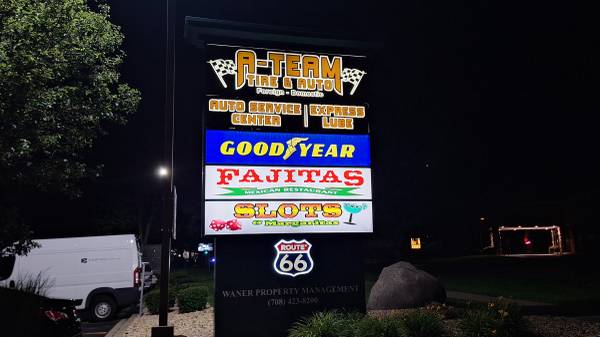 A-TEAM
TIRE & AUTO
Foreign - Domestic
AUTO SERVICE CENTER
EXPRESS LUBE
GOODYEAR
FAJITAS
MEXICAN RESTAURANT
SLOTS
& Margaritas
ROUTE
66
WANER PROPERTY MANAGEMENT
(708) 423-8200